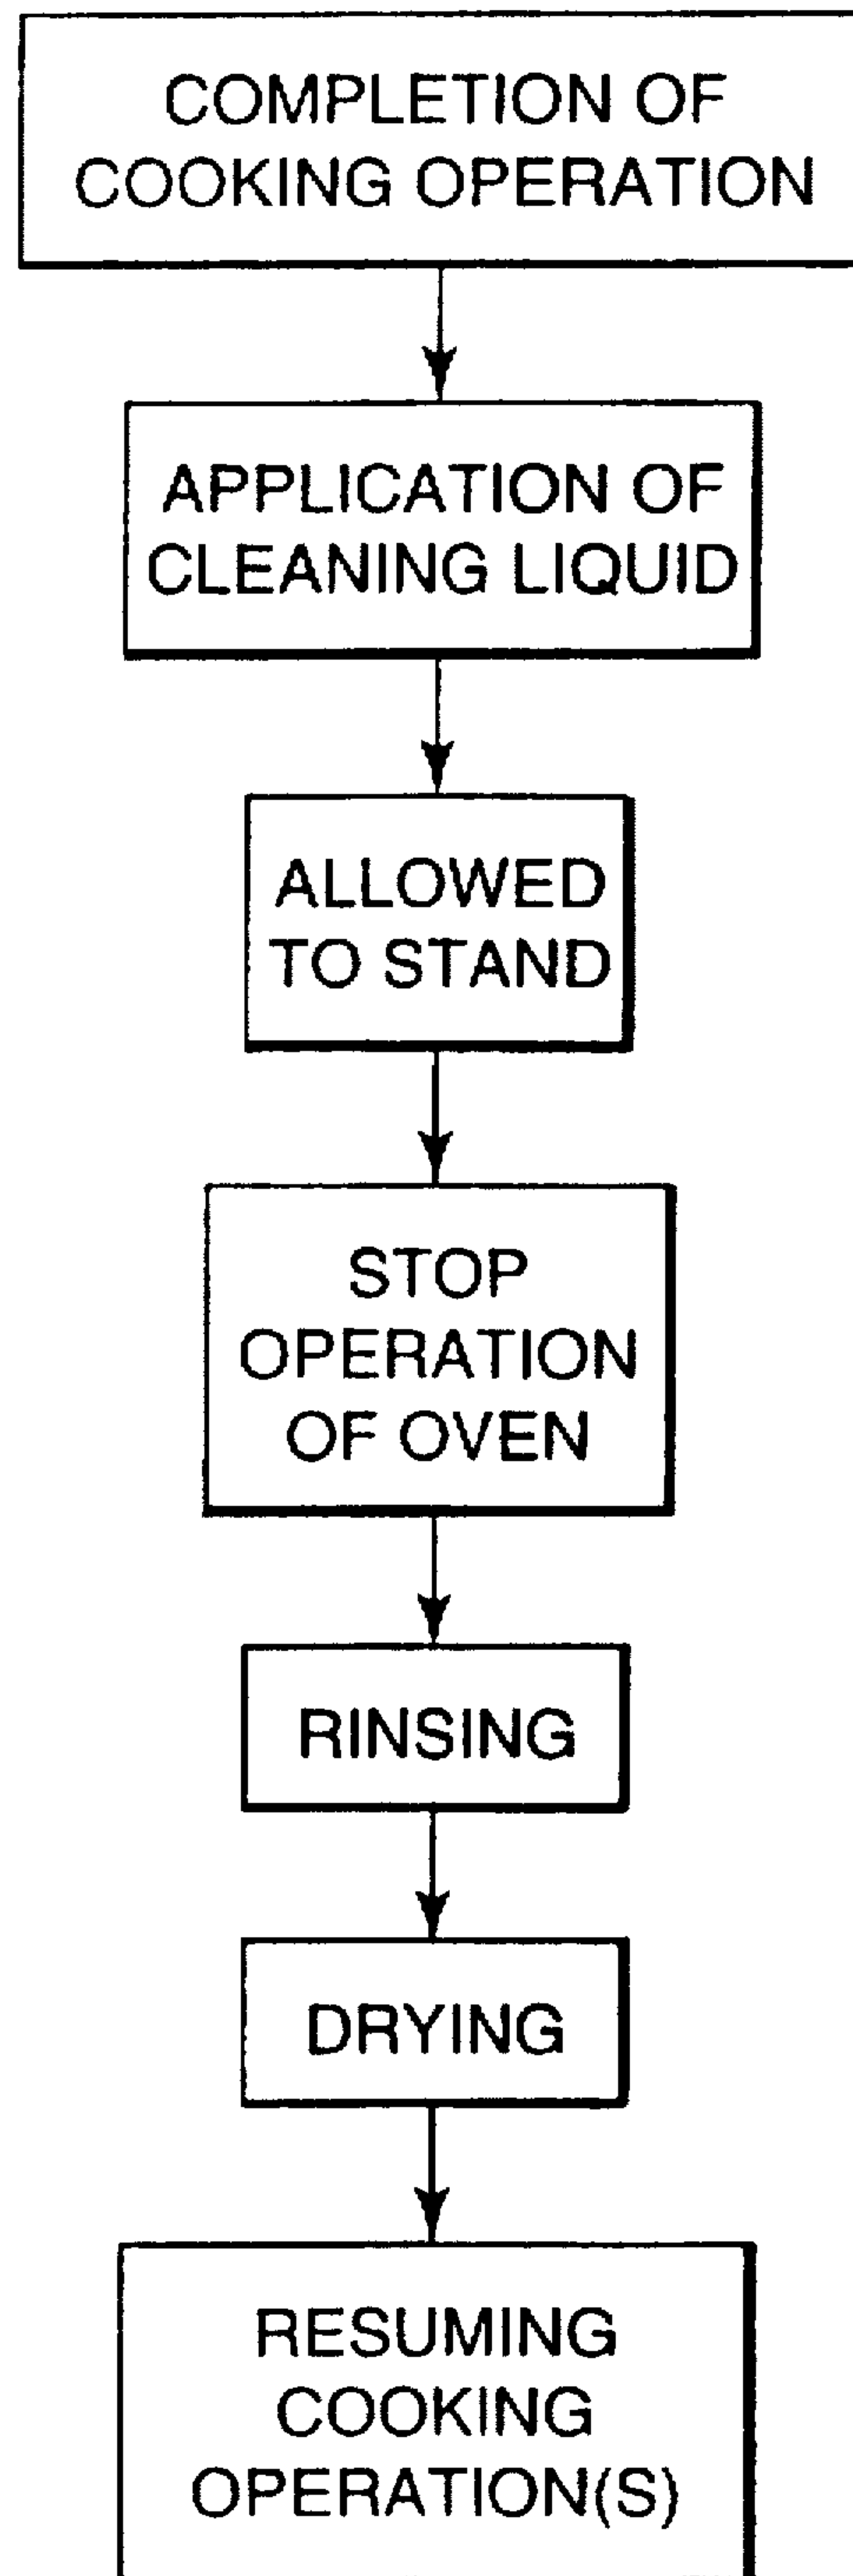 COMPLETION OF
COOKING OPERATION
APPLICATION OF
CLEANING LIQUID
ALLOWED
TO STAND
STOP
OPERATION
OF OVEN
RINSING
DRYING
RESUMING
COOKING
OPERATION(S)